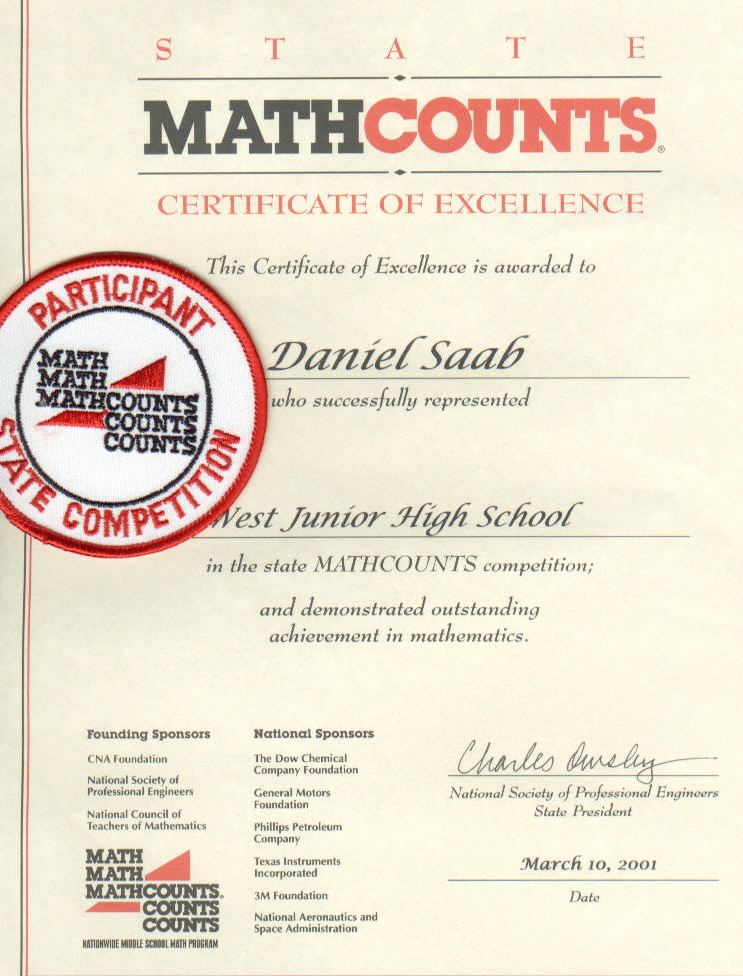 STATE
MATHCOUNTS®
CERTIFICATE OF EXCELLENCE
This Certificate of Excellence is awarded to
Daniel Saab
who successfully represented
West Junior High School
in the state MATHCOUNTS competition;
and demonstrated outstanding
achievement in mathematics.
PARTICIPANT
MATH
MATH
MATHCOUNTS
COUNTS
COUNTS
STATE COMPETITION
Founding Sponsors
CNA Foundation
National Society of
Professional Engineers
National Council of
Teachers of Mathematics
MATH
MATH
MATHCOUNTS®
COUNTS
COUNTS
NATIONWIDE MIDDLE SCHOOL MATH PROGRAM
National Sponsors
The Dow Chemical
Company Foundation
General Motors
Foundation
Phillips Petroleum
Company
Texas Instruments
Incorporated
3M Foundation
National Aeronautics and
Space Administration
Charles
National Society of Professional Engineers
State President
March 10, 2001
Date